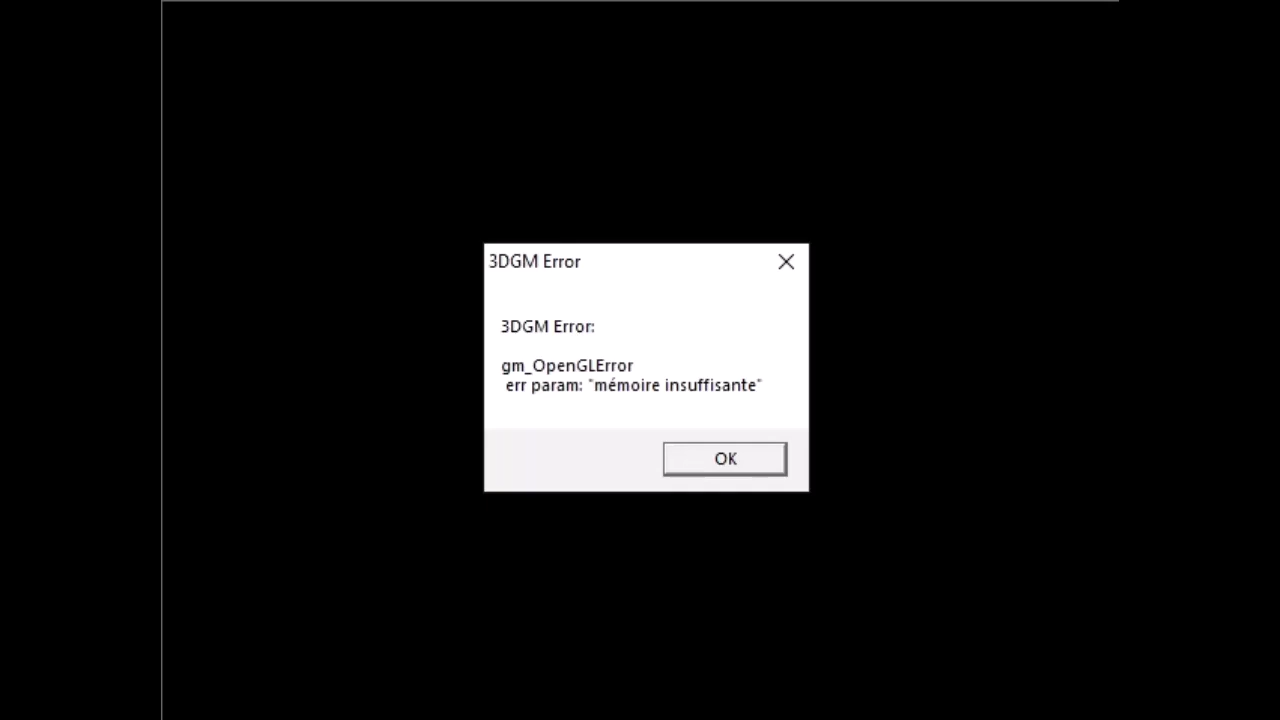 3DGM Error
3DGM Error:
gm_OpenGLError
err param: "mémoire insuffisante"
OK